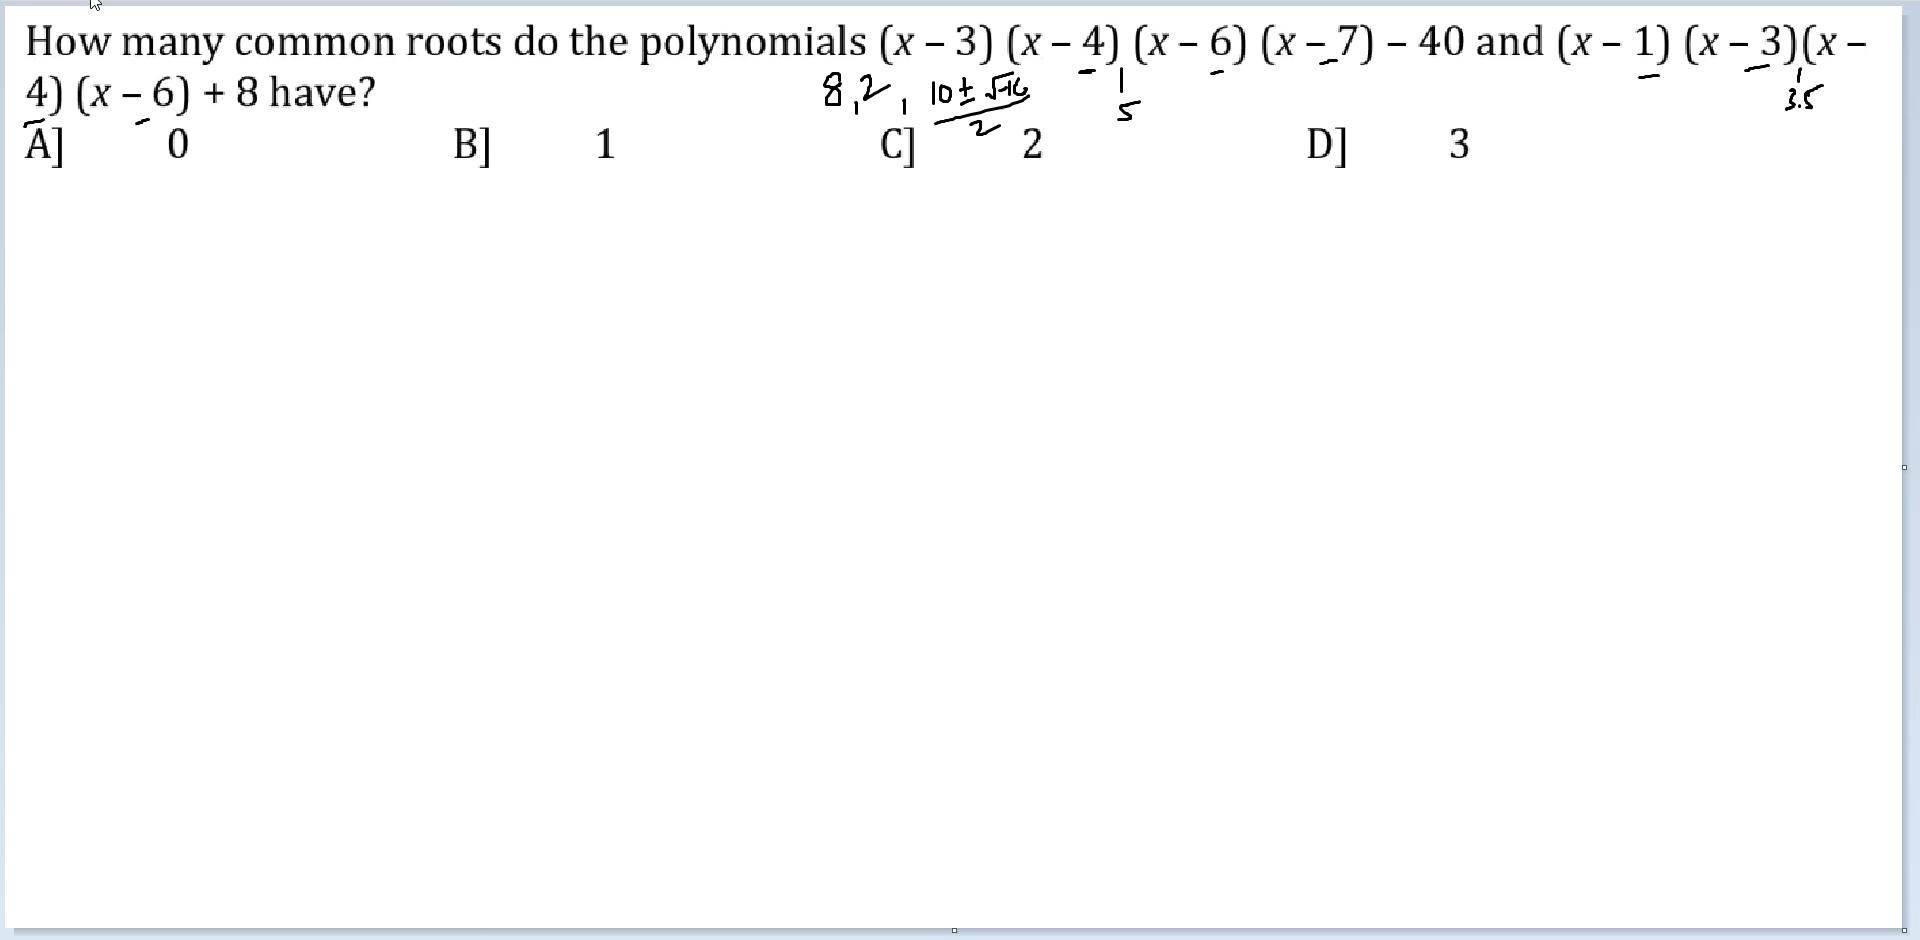 How many common roots do the polynomials (x – 3) (x – 4) (x – 6) (x – 7) – 40 and (x – 1) (x – 3)(x –
4) (x – 6) + 8 have?
8, 2, (10 ± √-16)/2
5
3.5
A] 0 B] 1 C] 2 D] 3